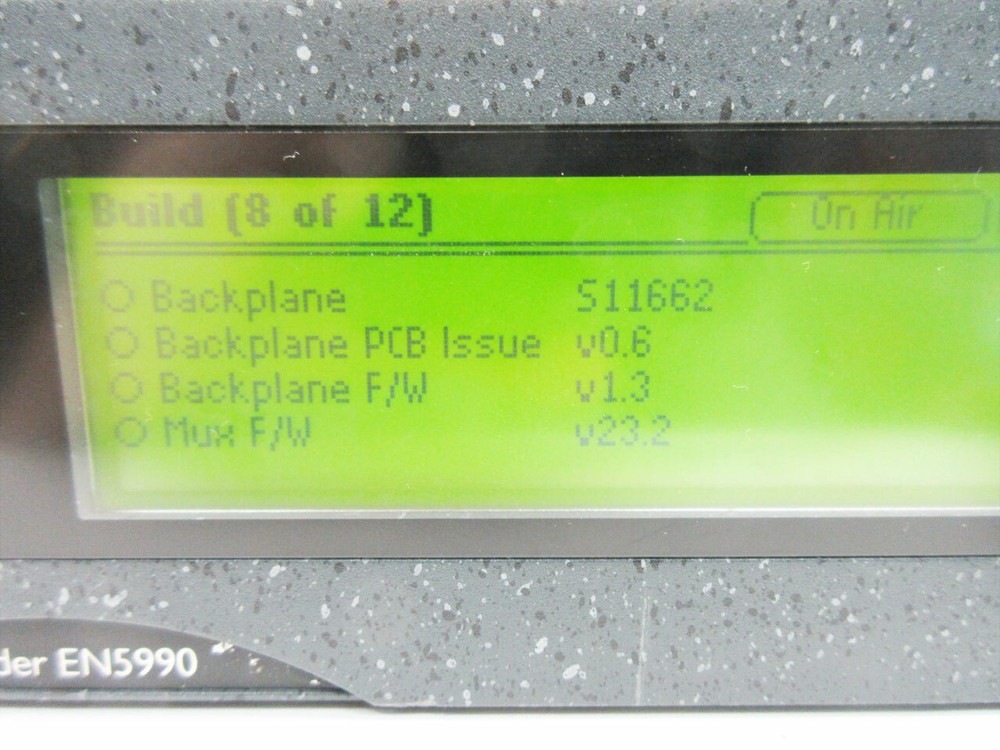 Build (8 of 12) On Air
Backplane S11662
Backplane PCB Issue v0.6
Backplane F/W v1.3
Mux F/W v23.2
der EN5990